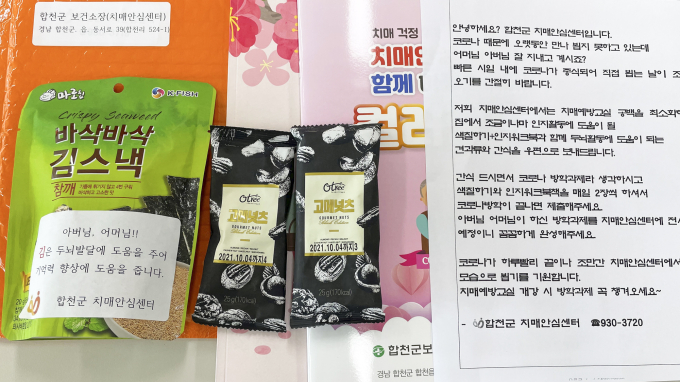 합천군 보건소장(치매안심센터)
경남 합천군. 읍. 동서로 39(합천리 524-1)
마른손
K.FISH
Crispy Seaweed
바삭바삭
김스낵
참깨
아버님, 어머님!!
김은 두뇌발달에 도움을 주어
기억력 향상에 도움을 줍니다.
합천군 치매안심센터
Otree
고메넛츠
GOURMET NUTS
Black Edition
2021.10.04까지4
25g(170kcal)
Otree
고메넛츠
GOURMET NUTS
Black Edition
2021.10.04까지3
25g(170kcal)
치매 걱정
치매안
함께
컬러
합천군보
경남 합천군 합천읍
안녕하세요? 합천군 치매안심센터입니다.
코로나 때문에 오랫동안 만나 뵙지 못하고 있는데
어머님 아버님 잘 지내고 계시죠?
빠른 시일 내에 코로나가 종식되어 직접 뵙는 날이 조
오기를 간절히 바랍니다.
저희 치매안심센터에서는 치매예방교실 공백을 최소화하
집에서 조금이나마 인지활동에 도움이 될
색칠하기+인지워크북과 함께 두뇌활동에 도움이 되는
견과류와 간식을 우편으로 보내드립니다.
간식 드시면서 코로나 방학과제라 생각하시고
색칠하기와 인지워크북책을 매일 2장씩 하셔서
코로나방학이 끝나면 제출해주세요.
아버님 어머님이 하신 방학과제를 치매안심센터에 전시
예정이니 꼼꼼하게 완성해주세요.
코로나가 하루빨리 끝이나 조만간 치매안심센터에서
모습으로 뵙기를 기원합니다.
치매예방교실 개강 시 방학과제 꼭 챙겨오세요~
- 합천군 치매안심센터 ☎930-3720